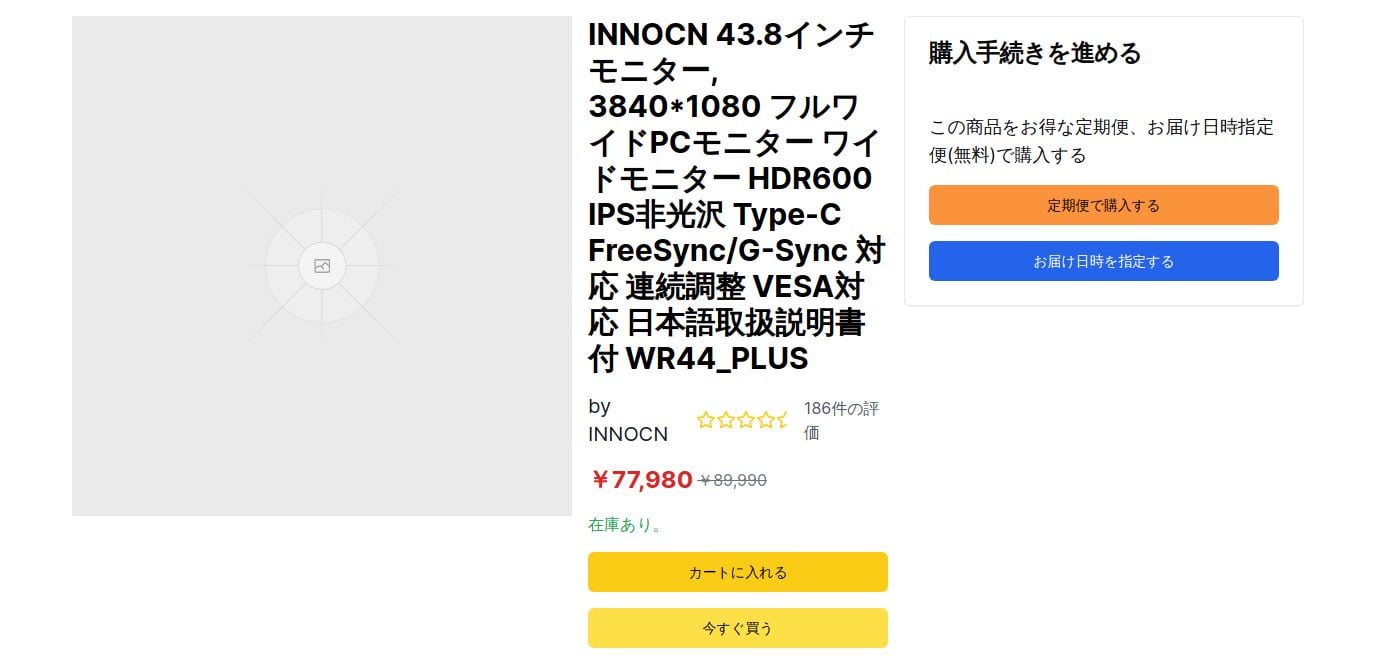 INNOCN 43.8インチ
モニター,
3840*1080 フルワ
イドPCモニター ワイ
ドモニター HDR600
IPS非光沢 Type-C
FreeSync/G-Sync 対
応 連続調整 VESA対
応 日本語取扱説明書
付 WR44_PLUS
by
INNOCN
186件の評
価
￥77,980 ￥89,990
在庫あり。
カートに入れる
今すぐ買う
購入手続きを進める
この商品をお得な定期便、お届け日時指定
便(無料)で購入する
定期便で購入する
お届け日時を指定する